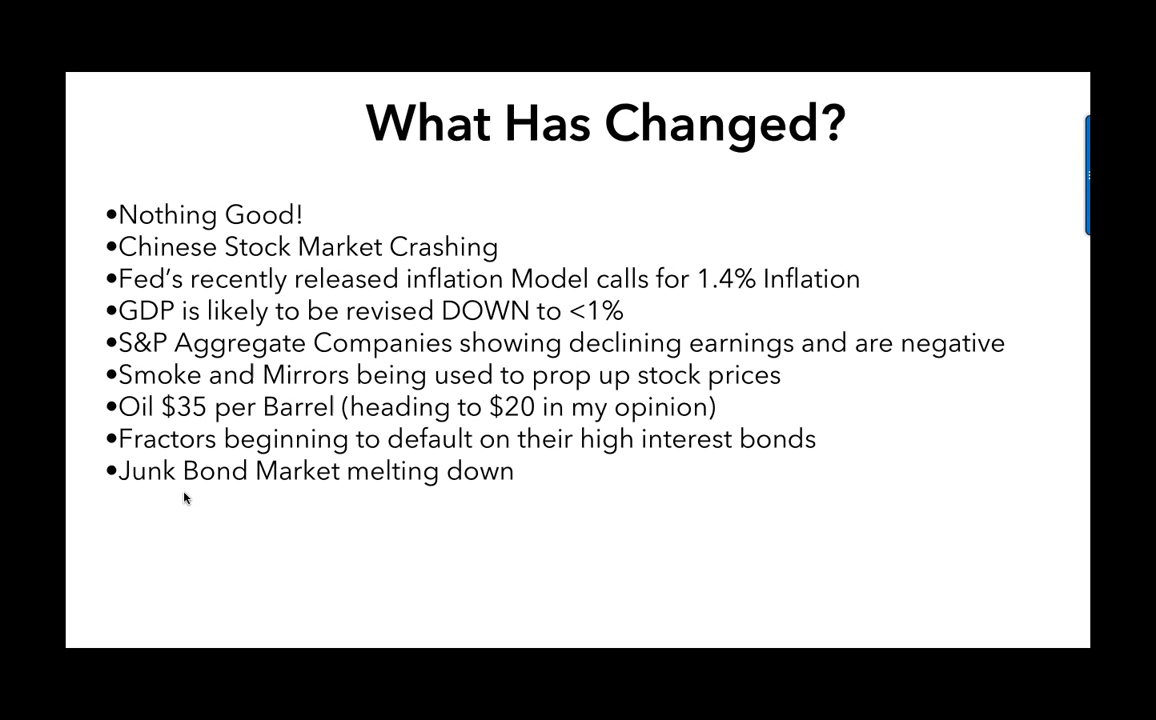 What Has Changed?
•Nothing Good!
•Chinese Stock Market Crashing
•Fed’s recently released inflation Model calls for 1.4% Inflation
•GDP is likely to be revised DOWN to <1%
•S&P Aggregate Companies showing declining earnings and are negative
•Smoke and Mirrors being used to prop up stock prices
•Oil $35 per Barrel (heading to $20 in my opinion)
•Fractors beginning to default on their high interest bonds
•Junk Bond Market melting down